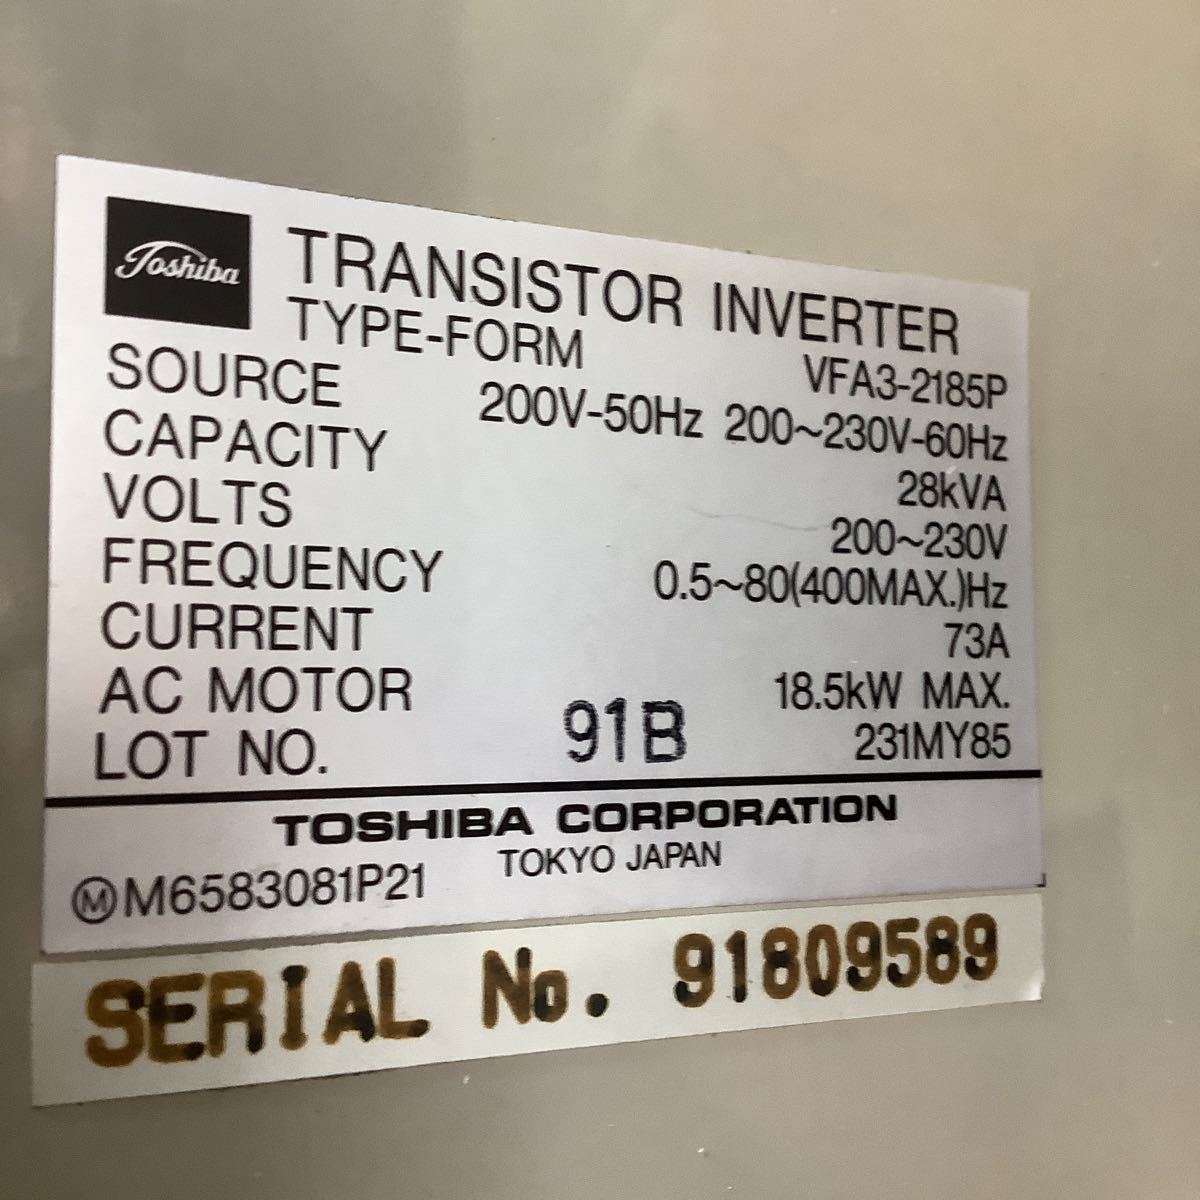 Toshiba
TRANSISTOR INVERTER
TYPE-FORM VFA3-2185P
SOURCE 200V-50Hz 200~230V-60Hz
CAPACITY 28kVA
VOLTS 200~230V
FREQUENCY 0.5~80(400MAX.)Hz
CURRENT 73A
AC MOTOR 18.5kW MAX.
LOT NO. 91B 231MY85
TOSHIBA CORPORATION
TOKYO JAPAN
ⓂM6583081P21
SERIAL No. 91809589